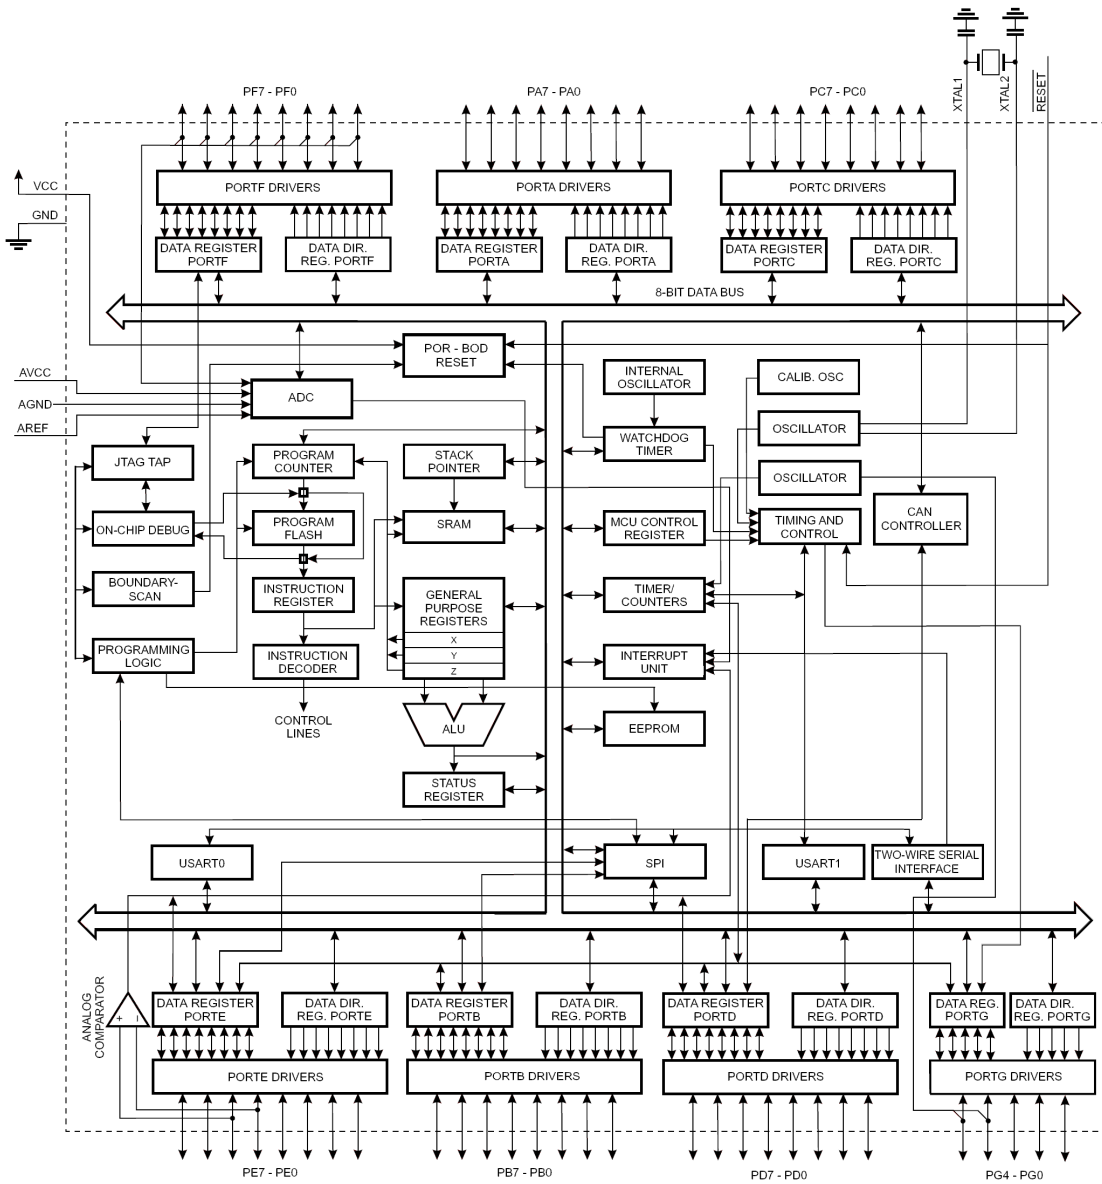 PF7 - PF0
PA7 - PA0
PC7 - PC0
XTAL1
XTAL2
RESET
VCC
GND
PORTF DRIVERS
PORTA DRIVERS
PORTC DRIVERS
DATA REGISTER
PORTF
DATA DIR.
REG. PORTF
DATA REGISTER
PORTA
DATA DIR.
REG. PORTA
DATA REGISTER
PORTC
DATA DIR.
REG. PORTC
8-BIT DATA BUS
POR - BOD
RESET
INTERNAL
OSCILLATOR
CALIB. OSC
AVCC
AGND
AREF
ADC
OSCILLATOR
WATCHDOG
TIMER
JTAG TAP
PROGRAM
COUNTER
STACK
POINTER
OSCILLATOR
ON-CHIP DEBUG
PROGRAM
FLASH
SRAM
MCU CONTROL
REGISTER
TIMING AND
CONTROL
CAN
CONTROLLER
BOUNDARY-
SCAN
INSTRUCTION
REGISTER
GENERAL
PURPOSE
REGISTERS
X
Y
Z
TIMER/
COUNTERS
PROGRAMMING
LOGIC
INSTRUCTION
DECODER
INTERRUPT
UNIT
CONTROL
LINES
ALU
EEPROM
STATUS
REGISTER
USART0
SPI
USART1
TWO-WIRE SERIAL
INTERFACE
ANALOG
COMPARATOR
+
–
DATA REGISTER
PORTE
DATA DIR.
REG. PORTE
DATA REGISTER
PORTB
DATA DIR.
REG. PORTB
DATA REGISTER
PORTD
DATA DIR.
REG. PORTD
DATA REG.
PORTG
DATA DIR.
REG. PORTG
PORTE DRIVERS
PORTB DRIVERS
PORTD DRIVERS
PORTG DRIVERS
PE7 - PE0
PB7 - PB0
PD7 - PD0
PG4 - PG0